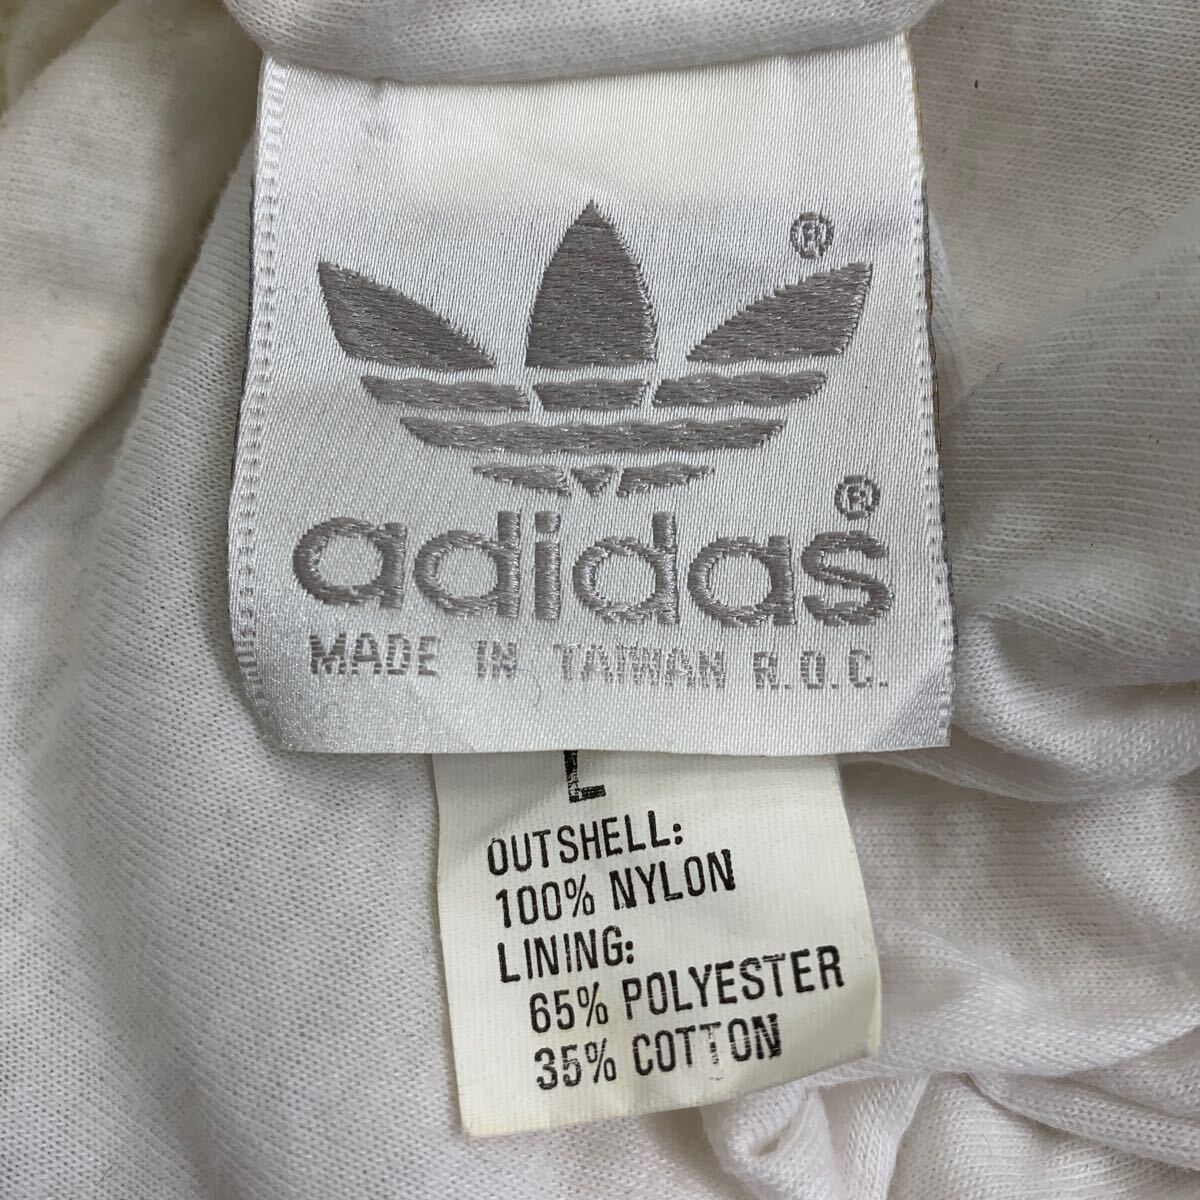 ®
adidas®
MADE IN TAIWAN R.O.C.
L
OUTSHELL:
100% NYLON
LINING:
65% POLYESTER
35% COTTON